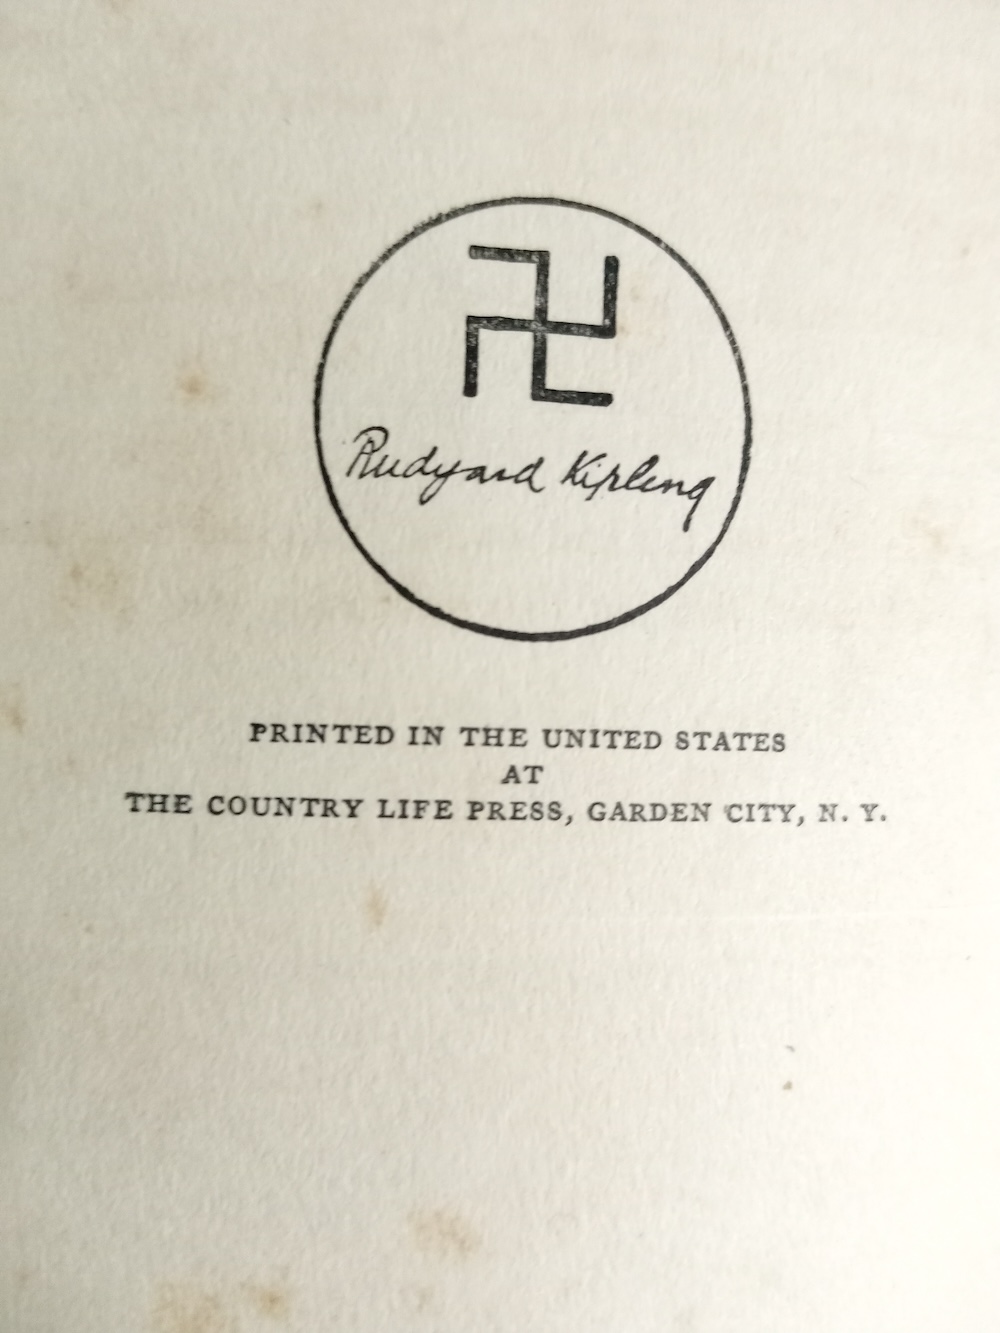 Rudyard Kipling
PRINTED IN THE UNITED STATES
AT
THE COUNTRY LIFE PRESS, GARDEN CITY, N. Y.